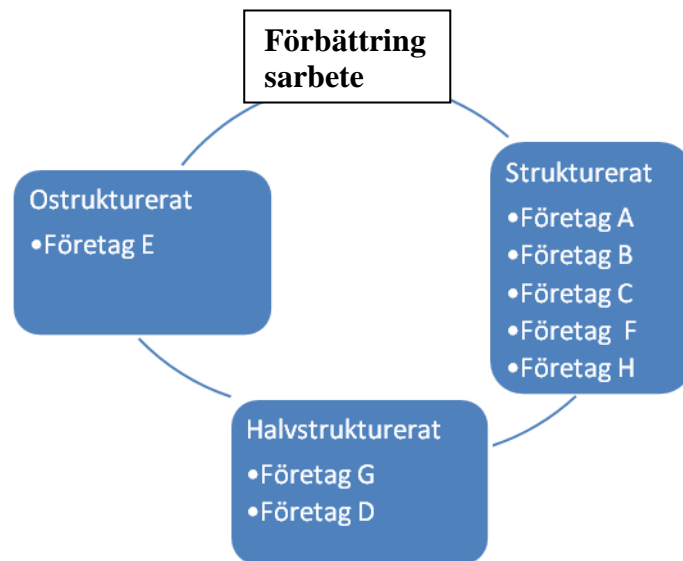 Förbättring
sarbete
Strukturerat
•Företag A
•Företag B
•Företag C
•Företag F
•Företag H
Halvstrukturerat
•Företag G
•Företag D
Ostrukturerat
•Företag E